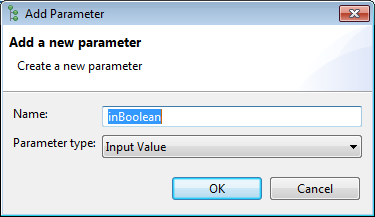 Add Parameter
Add a new parameter
Create a new parameter
Name: inBoolean
Parameter type: Input Value
OK Cancel